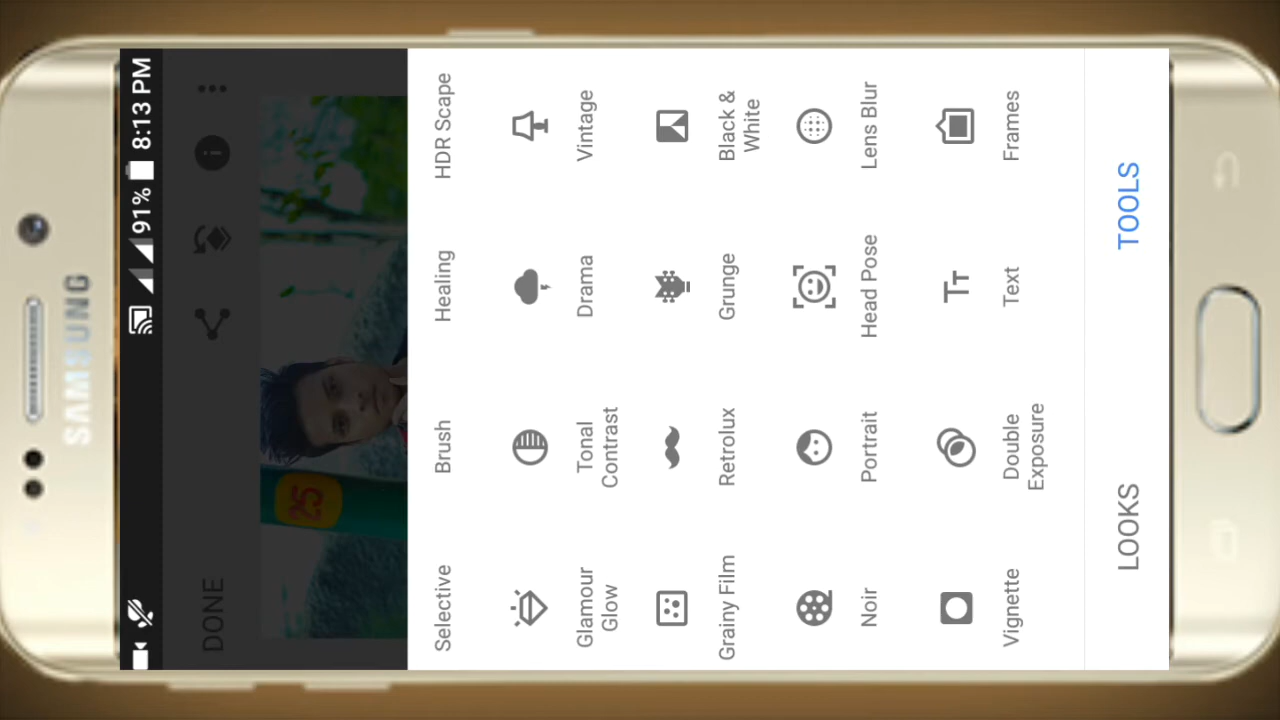 SAMSUNG
91% 8:13 PM
DONE
25
Selective
Brush
Healing
HDR Scape
Glamour
Glow
Tonal
Contrast
Drama
Vintage
Grainy Film
Retrolux
Grunge
Black &
White
Noir
Portrait
Head Pose
Lens Blur
Vignette
Double
Exposure
Text
Frames
LOOKS
TOOLS